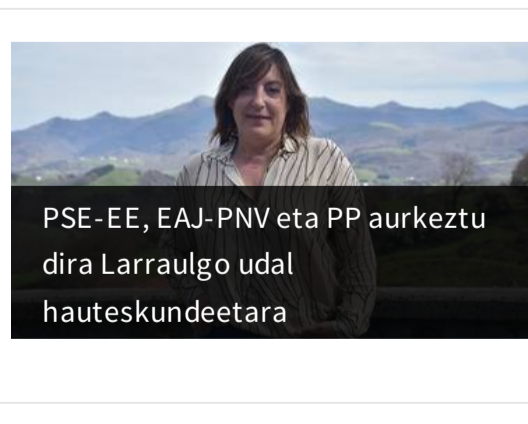 PSE-EE, EAJ-PNV eta PP aurkeztu
dira Larraulgo udal
hauteskundeetara